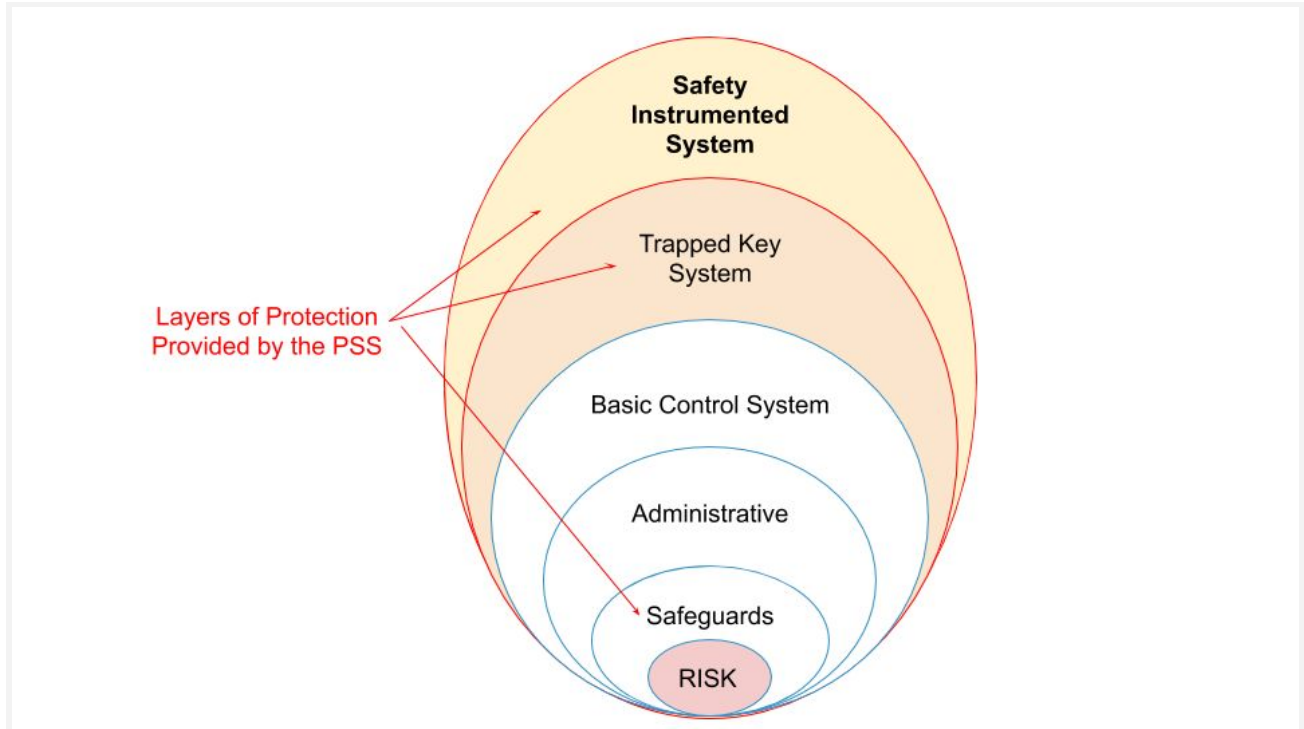 Safety
Instrumented
System
Trapped Key
System
Layers of Protection
Provided by the PSS
Basic Control System
Administrative
Safeguards
RISK